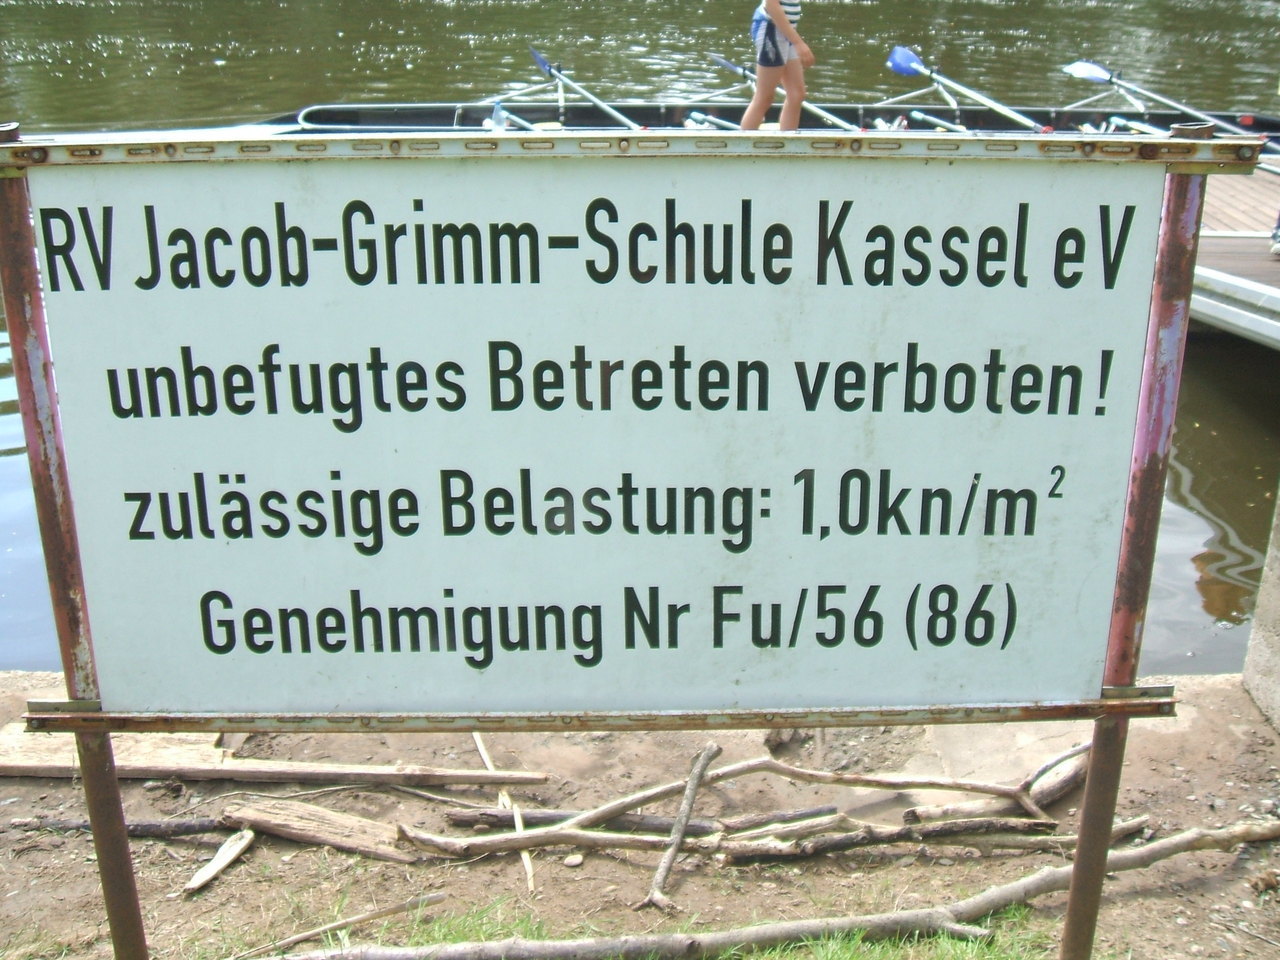 RV Jacob-Grimm-Schule Kassel eV
unbefugtes Betreten verboten!
zulässige Belastung: 1,0kn/m²
Genehmigung Nr Fu/56 (86)